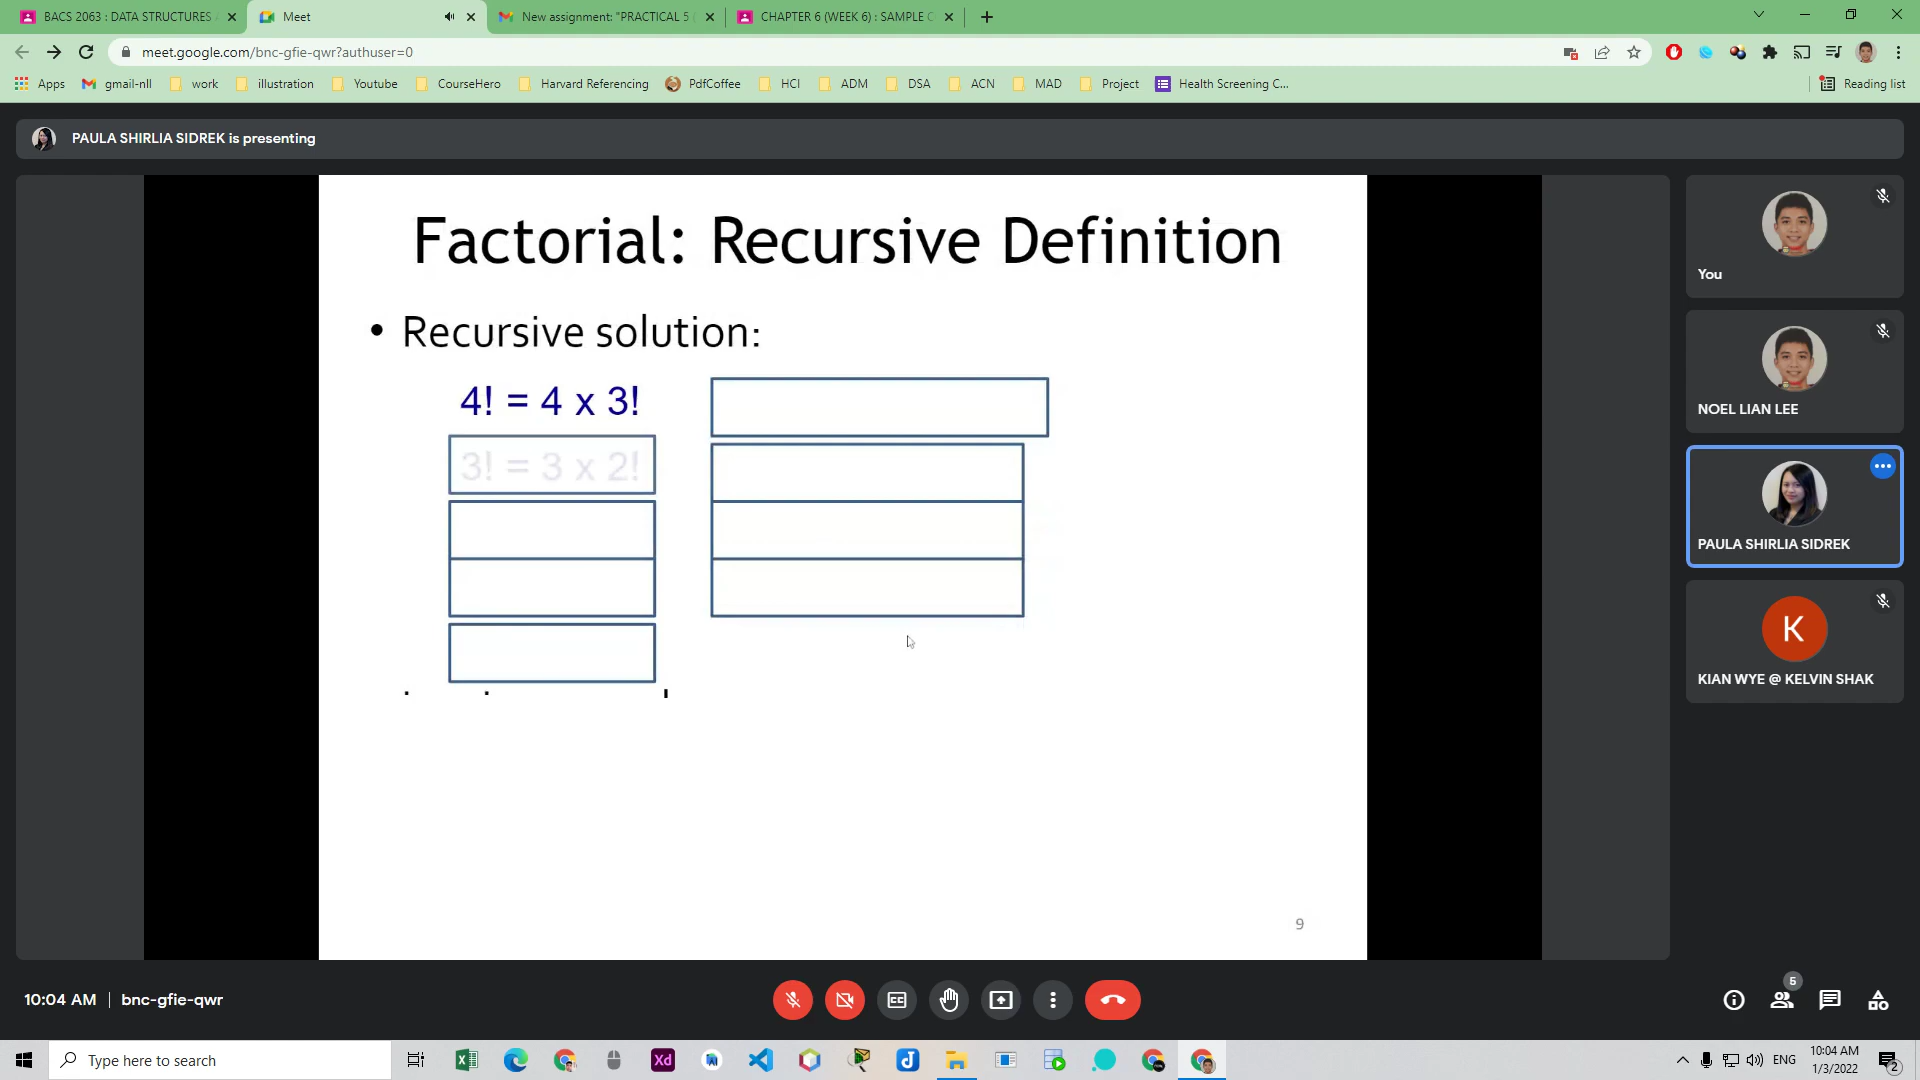 BACS 2063 : DATA STRUCTURES
Meet
New assignment: "PRACTICAL 5
CHAPTER 6 (WEEK 6) : SAMPLE C
meet.google.com/bnc-gfie-qwr?authuser=0
Apps
gmail-nll
work
illustration
Youtube
CourseHero
Harvard Referencing
PdfCoffee
HCI
ADM
DSA
ACN
MAD
Project
Health Screening C...
Reading list
PAULA SHIRLIA SIDREK is presenting
Factorial: Recursive Definition
• Recursive solution:
4! = 4 x 3!
3! = 3 x 2!
9
You
NOEL LIAN LEE
PAULA SHIRLIA SIDREK
K
KIAN WYE @ KELVIN SHAK
10:04 AM | bnc-gfie-qwr
5
Type here to search
Xd
ENG
10:04 AM
1/3/2022
2